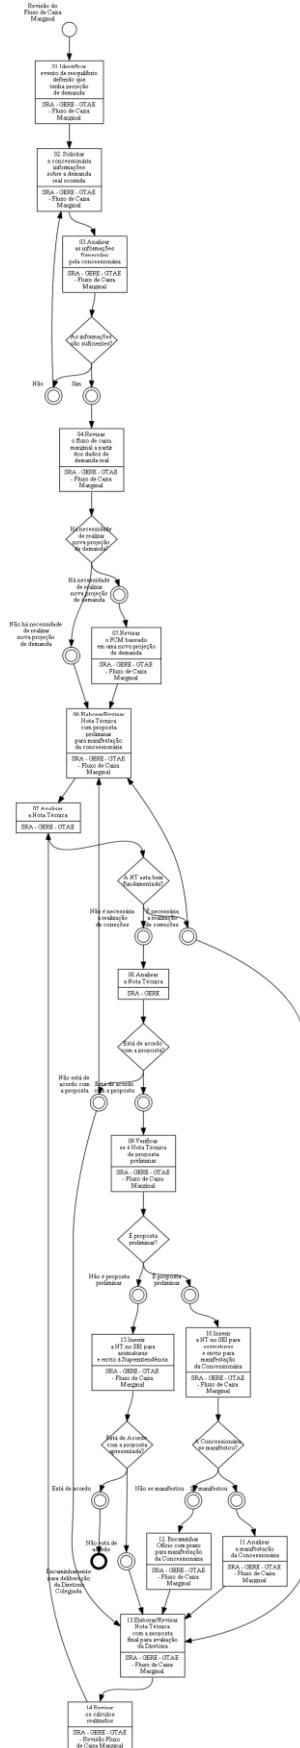 Revisão do
Fluxo de Caixa
Marginal
01.Identificar
evento de reequilíbrio
deferido que
tenha projeção
de demanda
SRA - GERE - GTAE
- Fluxo de Caixa
Marginal
02. Solicitar
a concessionária
informações
sobre a demanda
real ocorrida
SRA - GERE - GTAE
- Fluxo de Caixa
Marginal
03.Analisar
as informações
fornecidas
pela concessionária
SRA - GERE - GTAE
- Fluxo de Caixa
Marginal
As informações
são suficientes?
Não
Sim
04.Revisar
o fluxo de caixa
marginal a partir
dos dados de
demanda real
SRA - GERE - GTAE
- Fluxo de Caixa
Marginal
Há necessidade
de realizar
nova projeção
de demanda?
Há necessidade
de realizar
nova projeção
de demanda
Não há necessidade
de realizar
nova projeção
de demanda
05.Revisar
o FCM baseado
em uma nova projeção
de demanda
SRA - GERE - GTAE
- Fluxo de Caixa
Marginal
06.Elaborar/Revisar
Nota Técnica
com proposta
preliminar
para manifestação
da concessionária
SRA - GERE - GTAE
- Fluxo de Caixa
Marginal
07.Analisar
a Nota Técnica
SRA - GERE - GTAE
A NT esta bem
fundamentado?
Não é necessária
a realização
de correções
É necessária
a realização
de correções
08.Analisar
a Nota Técnica
SRA - GERE
Está de acordo
com a proposta?
Não está de
acordo com
a proposta
Está de acordo
com a proposta
09.Verificar
se é Nota Técnica
de proposta
preliminar
SRA - GERE - GTAE
- Fluxo de Caixa
Marginal
É proposta
preliminar?
Não é proposta
preliminar
É proposta
preliminar
15.Inserir
a NT no SEI para
assinaturas
e envio à Superintendência
SRA - GERE - GTAE
- Fluxo de Caixa
Marginal
10.Inserir
a NT no SEI para
assinaturas
e envio para
manifestação
da Concessionária
SRA - GERE - GTAE
- Fluxo de Caixa
Marginal
Está de Acordo
com a proposta
apresentada?
A Concessionária
se manifestou?
Está de acordo
Não está de
acordo
Não se manifestou
Se manifestou
Encaminhamento
para deliberação
da Diretoria
Colegiada
12. Encaminhar
Ofício com prazo
para manifestação
da Concessionária
SRA - GERE - GTAE
- Fluxo de Caixa
Marginal
11.Analisar
a manifestação
da Concessionária
SRA - GERE - GTAE
- Fluxo de Caixa
Marginal
13.Elaborar/Revisar
Nota Técnica
com a proposta
final para avaliação
da Diretoria
SRA - GERE - GTAE
- Fluxo de Caixa
Marginal
14.Revisar
os cálculos
realizados
SRA - GERE - GTAE
- Revisão Fluxo
de Caixa Marginal